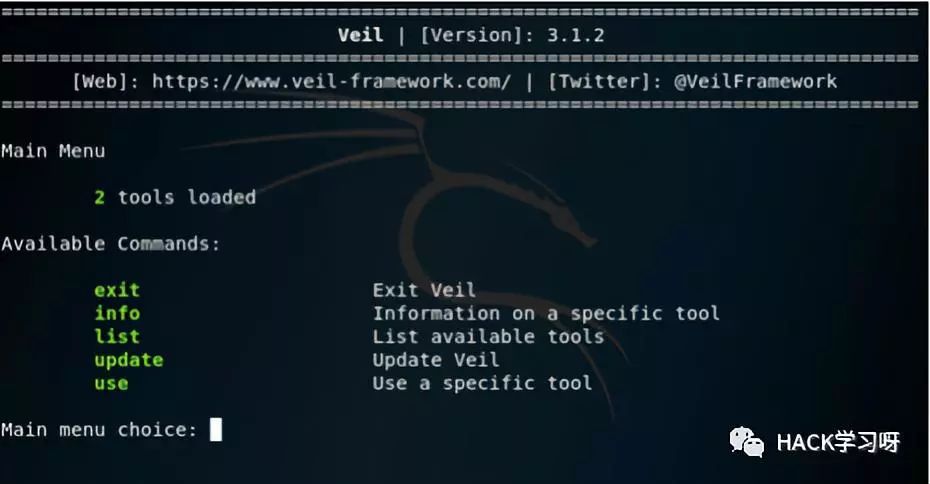 ===============================================================================
Veil | [Version]: 3.1.2
===============================================================================
[Web]: https://www.veil-framework.com/ | [Twitter]: @VeilFramework
===============================================================================
Main Menu
2 tools loaded
Available Commands:
exit Exit Veil
info Information on a specific tool
list List available tools
update Update Veil
use Use a specific tool
Main menu choice:
HACK学习呀